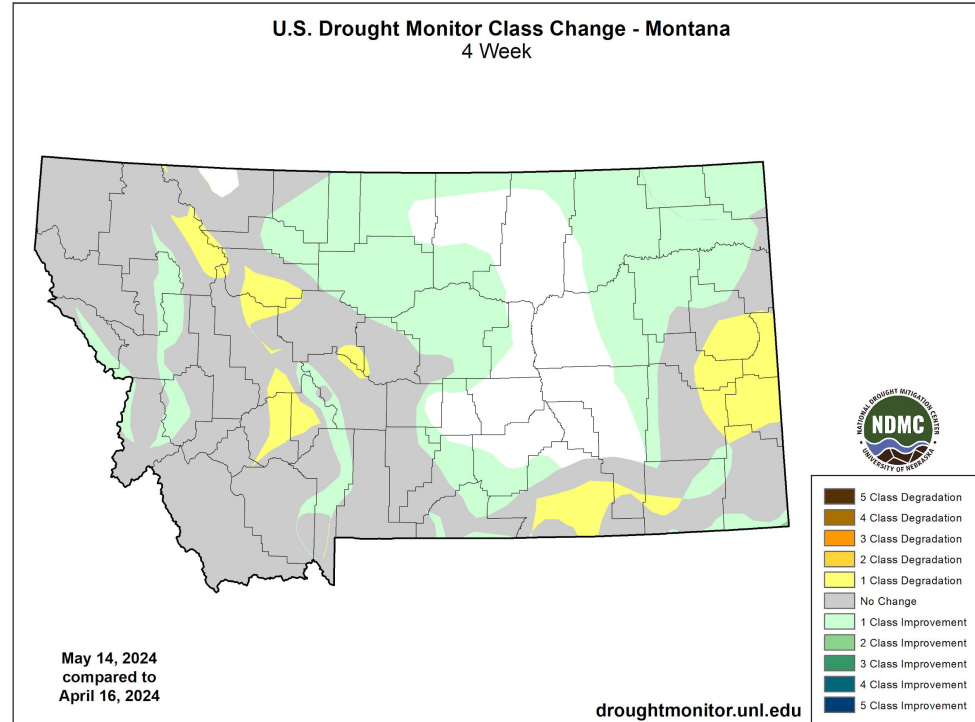 U.S. Drought Monitor Class Change - Montana
4 Week
NATIONAL DROUGHT MITIGATION CENTER
NDMC
UNIVERSITY OF NEBRASKA
5 Class Degradation
4 Class Degradation
3 Class Degradation
2 Class Degradation
1 Class Degradation
No Change
1 Class Improvement
2 Class Improvement
3 Class Improvement
4 Class Improvement
5 Class Improvement
May 14, 2024
compared to
April 16, 2024
droughtmonitor.unl.edu